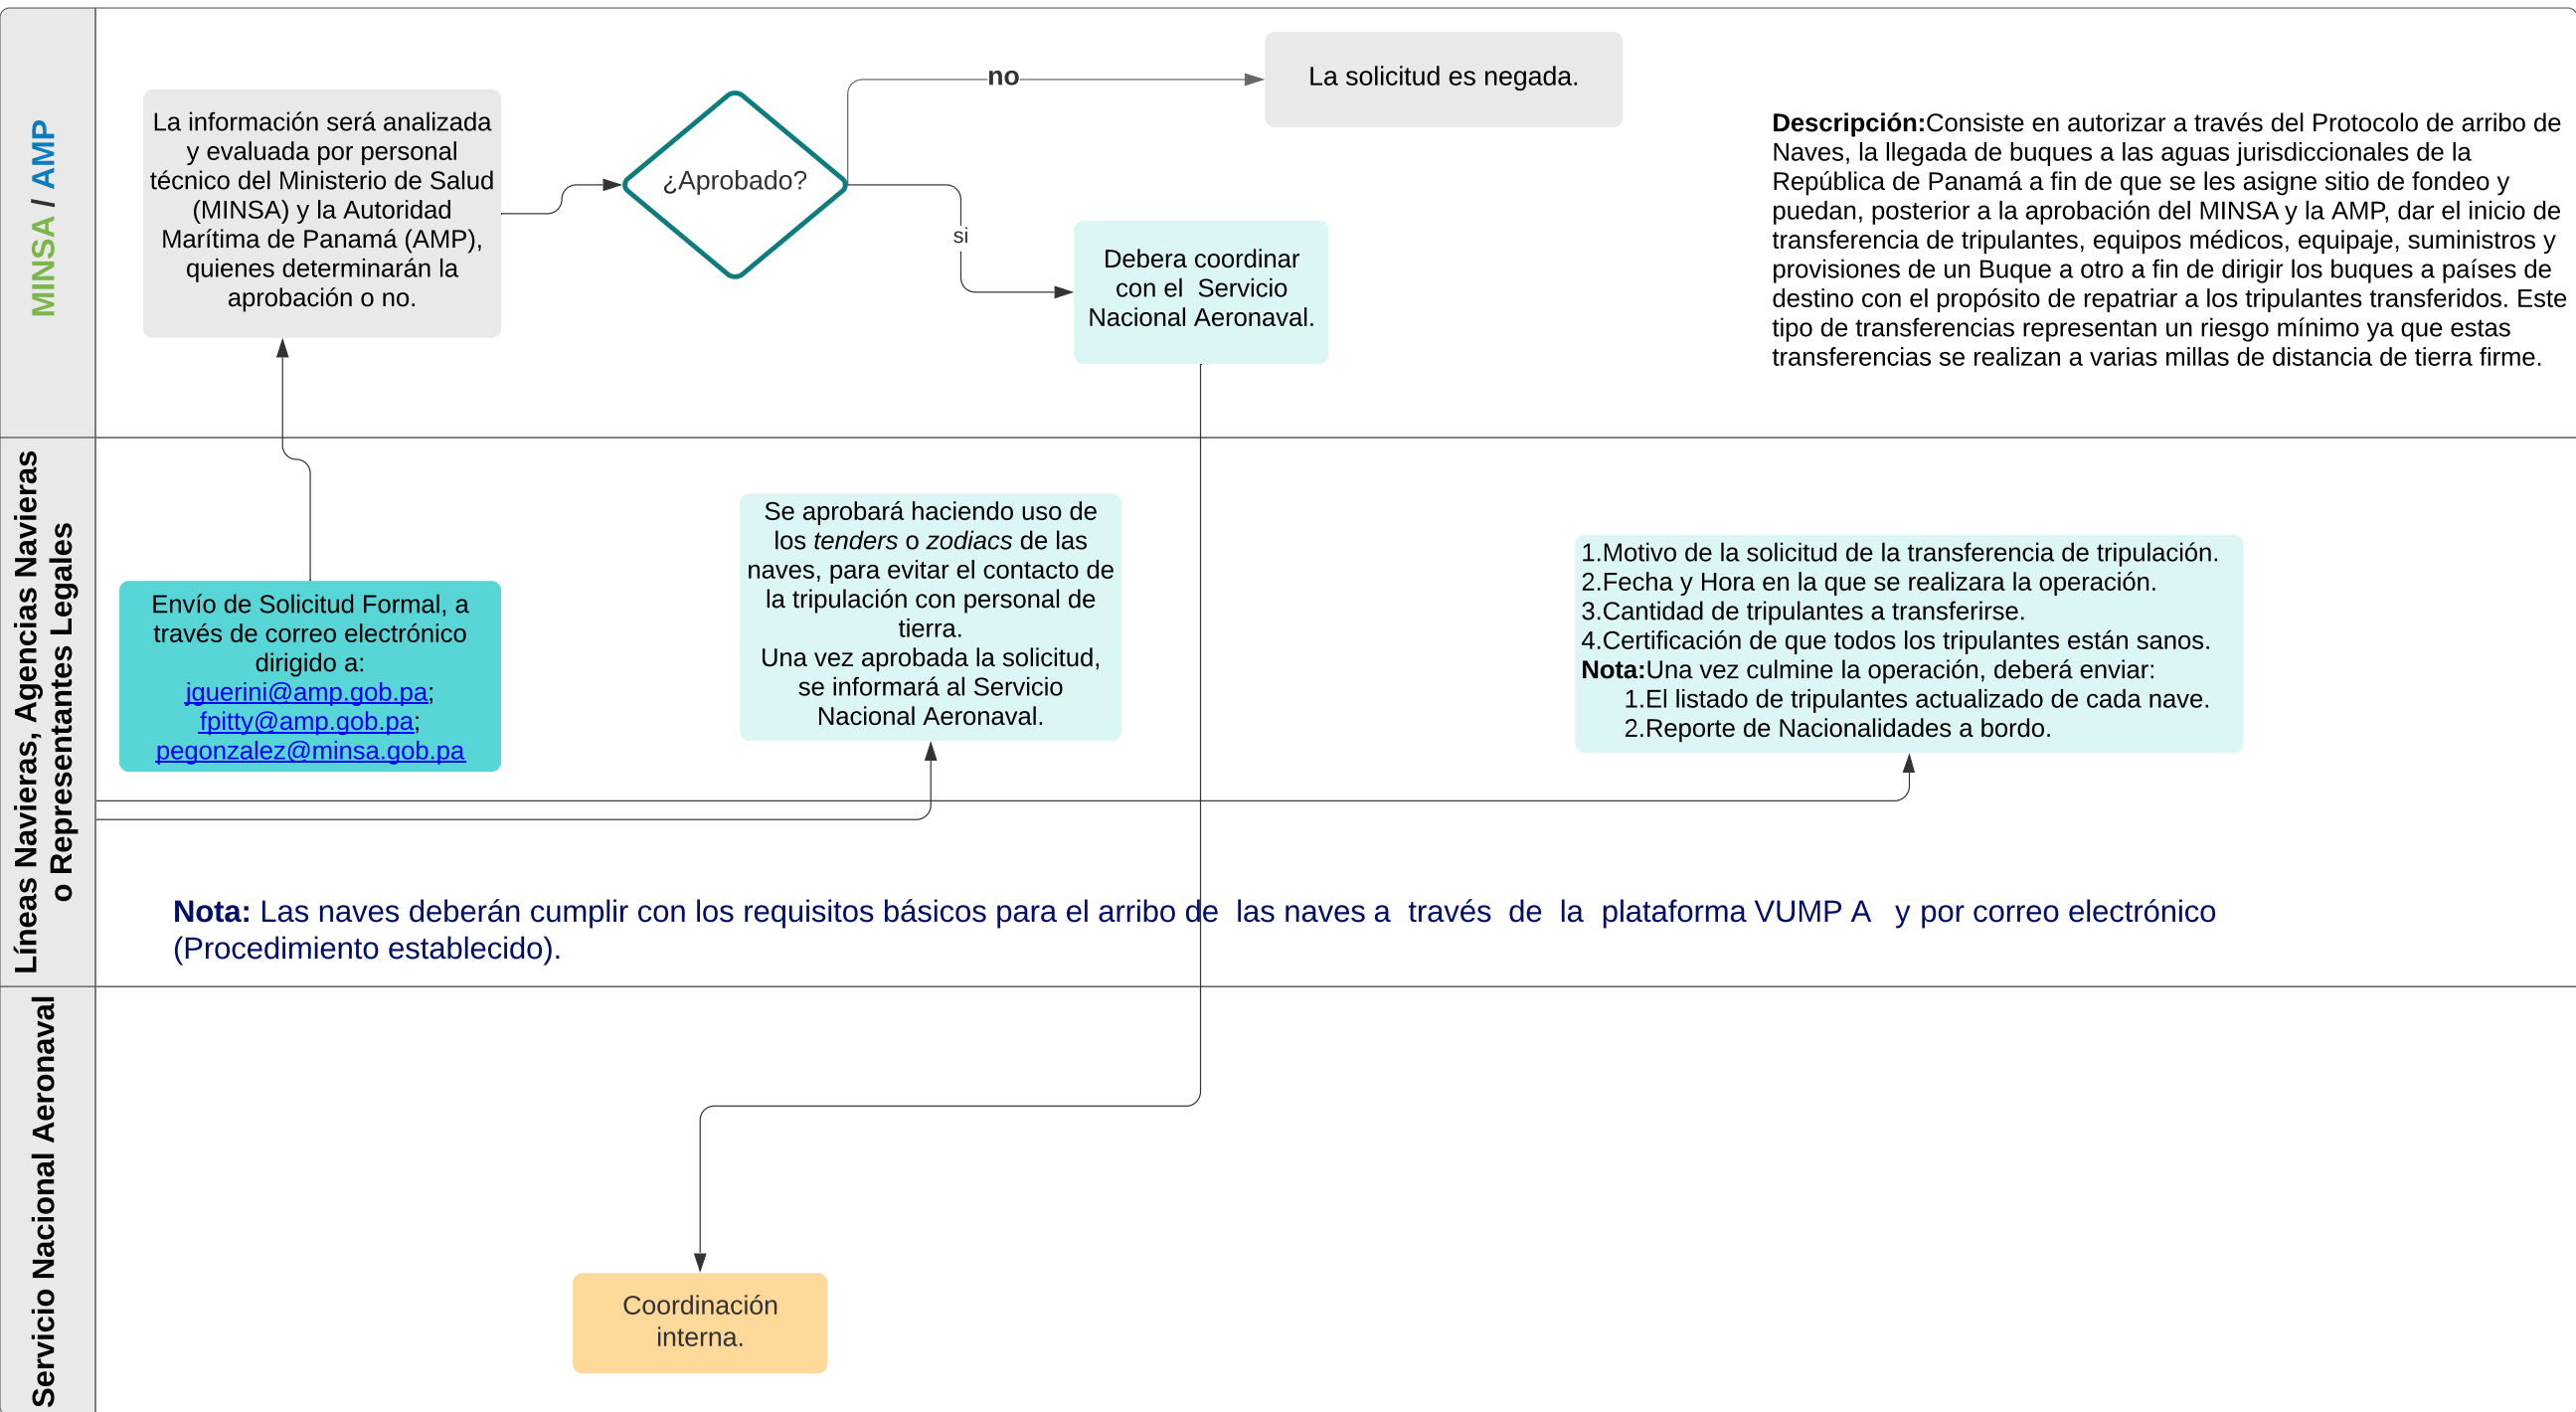 MINSA / AMP
La información será analizada
y evaluada por personal
técnico del Ministerio de Salud
(MINSA) y la Autoridad
Marítima de Panamá (AMP),
quienes determinarán la
aprobación o no.
¿Aprobado?
no
La solicitud es negada.
si
Debera coordinar
con el  Servicio
Nacional Aeronaval.
Descripción:Consiste en autorizar a través del Protocolo de arribo de
Naves, la llegada de buques a las aguas jurisdiccionales de la
República de Panamá a fin de que se les asigne sitio de fondeo y
puedan, posterior a la aprobación del MINSA y la AMP, dar el inicio de
transferencia de tripulantes, equipos médicos, equipaje, suministros y
provisiones de un Buque a otro a fin de dirigir los buques a países de
destino con el propósito de repatriar a los tripulantes transferidos. Este
tipo de transferencias representan un riesgo mínimo ya que estas
transferencias se realizan a varias millas de distancia de tierra firme.
Líneas Navieras, Agencias Navieras
o Representantes Legales
Envío de Solicitud Formal, a
través de correo electrónico
dirigido a:
jguerini@amp.gob.pa;
fpitty@amp.gob.pa;
pegonzalez@minsa.gob.pa
Se aprobará haciendo uso de
los tenders o zodiacs de las
naves, para evitar el contacto de
la tripulación con personal de
tierra.
Una vez aprobada la solicitud,
se informará al Servicio
Nacional Aeronaval.
1.Motivo de la solicitud de la transferencia de tripulación.
2.Fecha y Hora en la que se realizara la operación.
3.Cantidad de tripulantes a transferirse.
4.Certificación de que todos los tripulantes están sanos.
Nota:Una vez culmine la operación, deberá enviar:
1.El listado de tripulantes actualizado de cada nave.
2.Reporte de Nacionalidades a bordo.
Nota: Las naves deberán cumplir con los requisitos básicos para el arribo de  las naves a  través  de  la  plataforma VUMP A   y por correo electrónico
(Procedimiento establecido).
Servicio Nacional Aeronaval
Coordinación
interna.